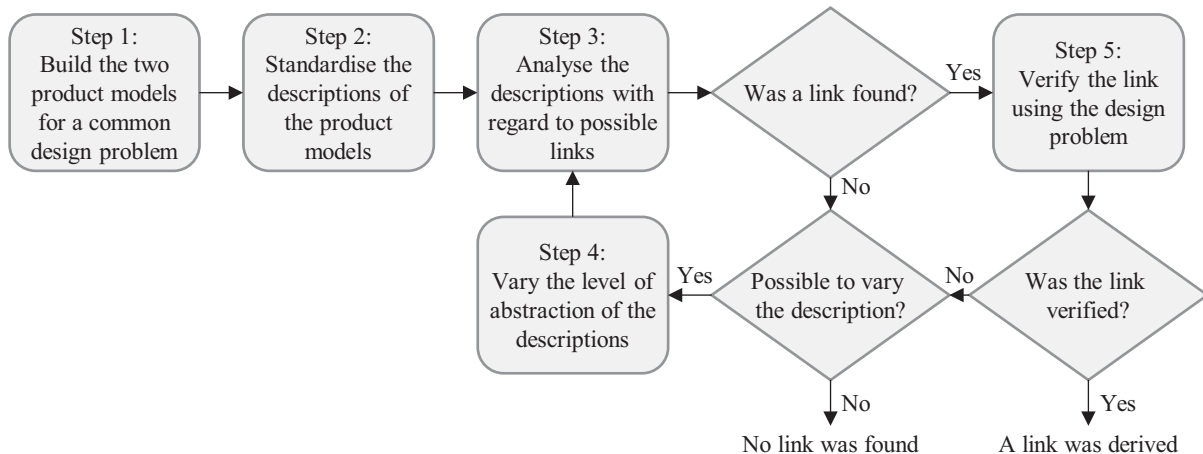 Step 1:
Build the two
product models
for a common
design problem
Step 2:
Standardise the
descriptions of
the product
models
Step 3:
Analyse the
descriptions with
regard to possible
links
Was a link found?
Yes
Step 5:
Verify the link
using the design
problem
No
Step 4:
Vary the level of
abstraction of the
descriptions
Yes
Possible to vary
the description?
No
Was the link
verified?
No
Yes
No link was found
A link was derived